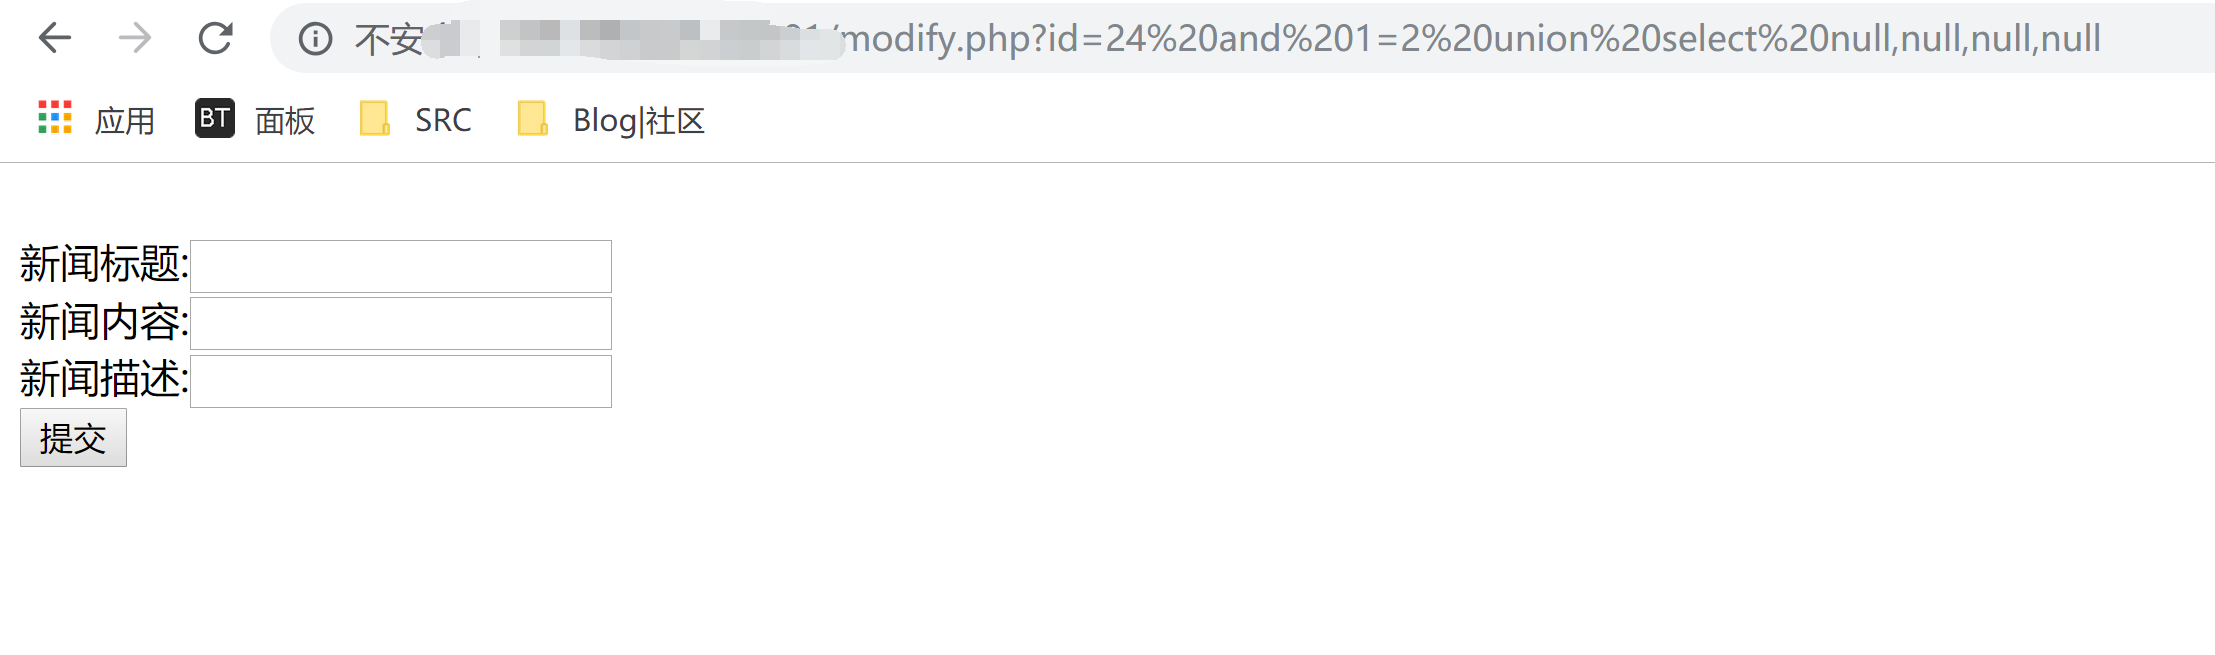 不安 /modify.php?id=24%20and%201=2%20union%20select%20null,null,null,null
应用 BT 面板 SRC Blog|社区
新闻标题:
新闻内容:
新闻描述:
提交